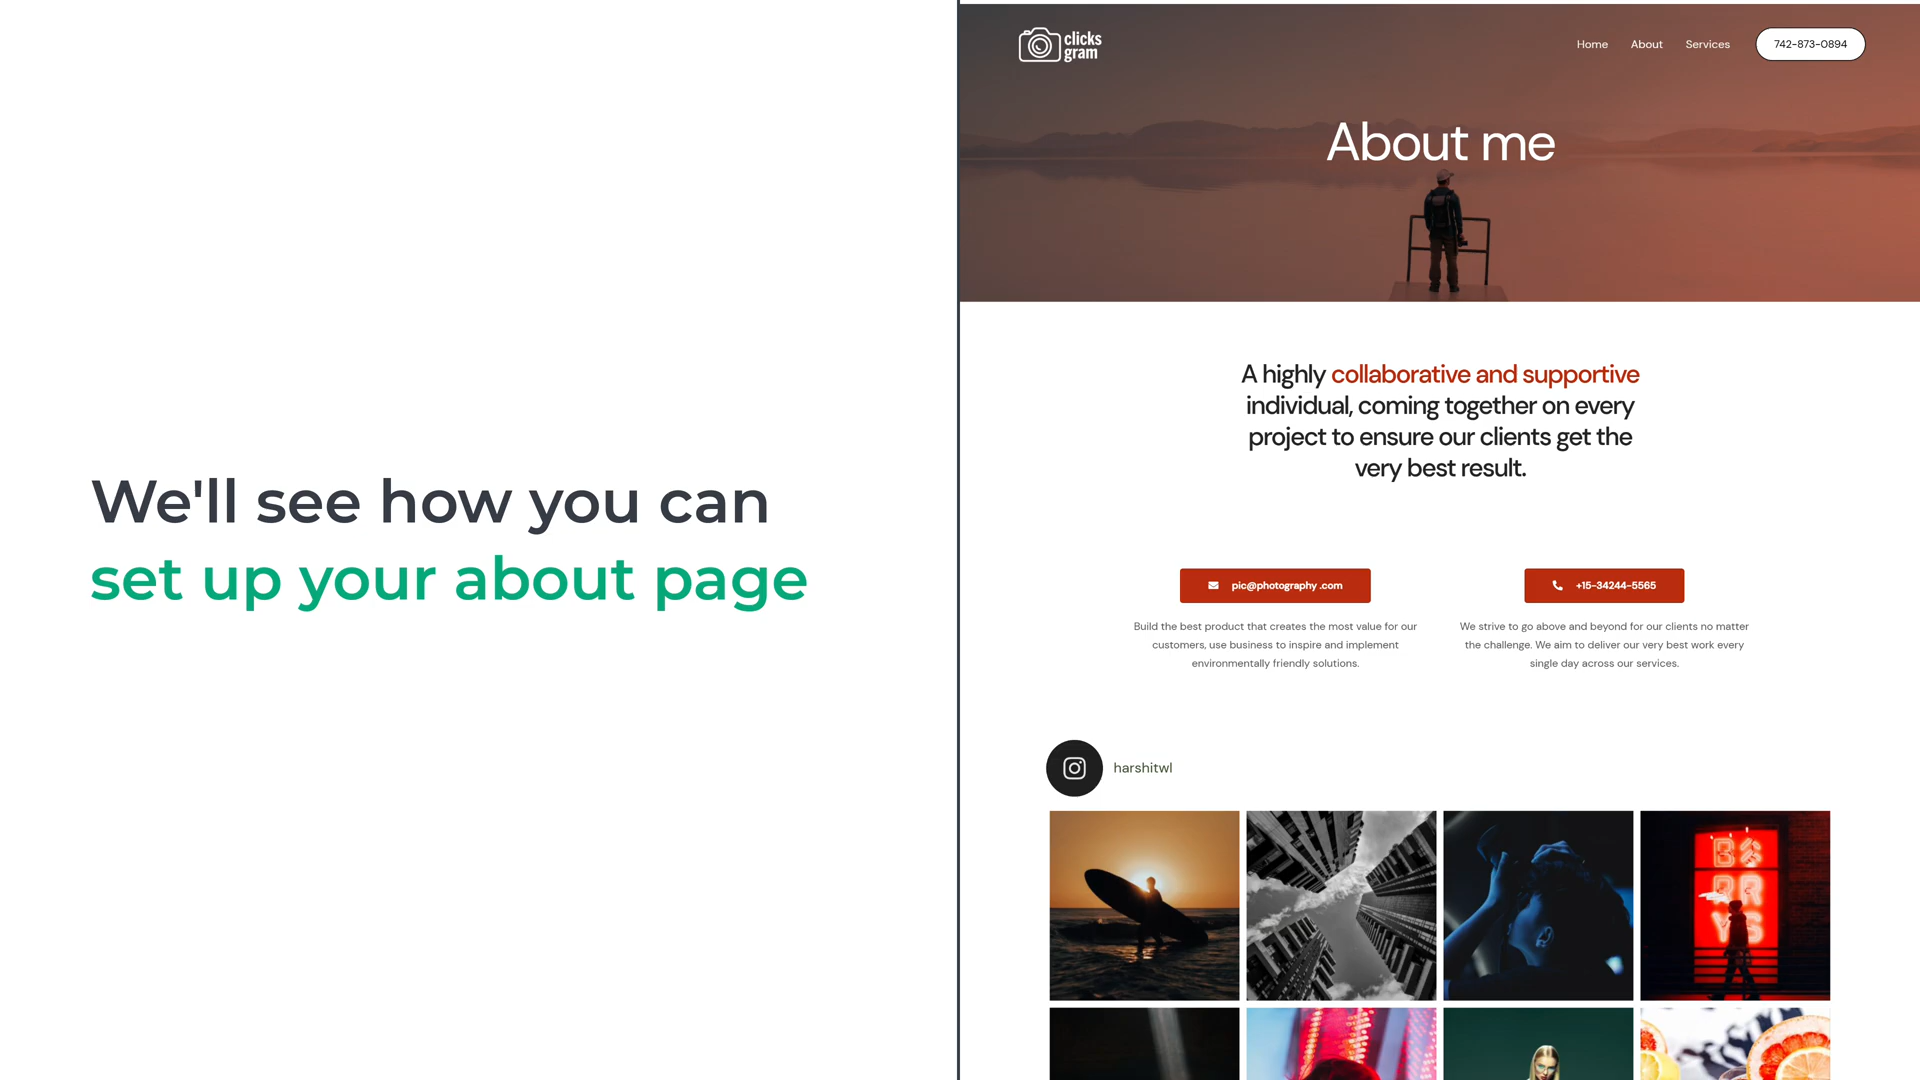 We'll see how you can
set up your about page
clicks
gram
Home
About
Services
742-873-0894
About me
A highly collaborative and supportive
individual, coming together on every
project to ensure our clients get the
very best result.
pic@photography .com
Build the best product that creates the most value for our
customers, use business to inspire and implement
environmentally friendly solutions.
+15-34244-5565
We strive to go above and beyond for our clients no matter
the challenge. We aim to deliver our very best work every
single day across our services.
harshitwl